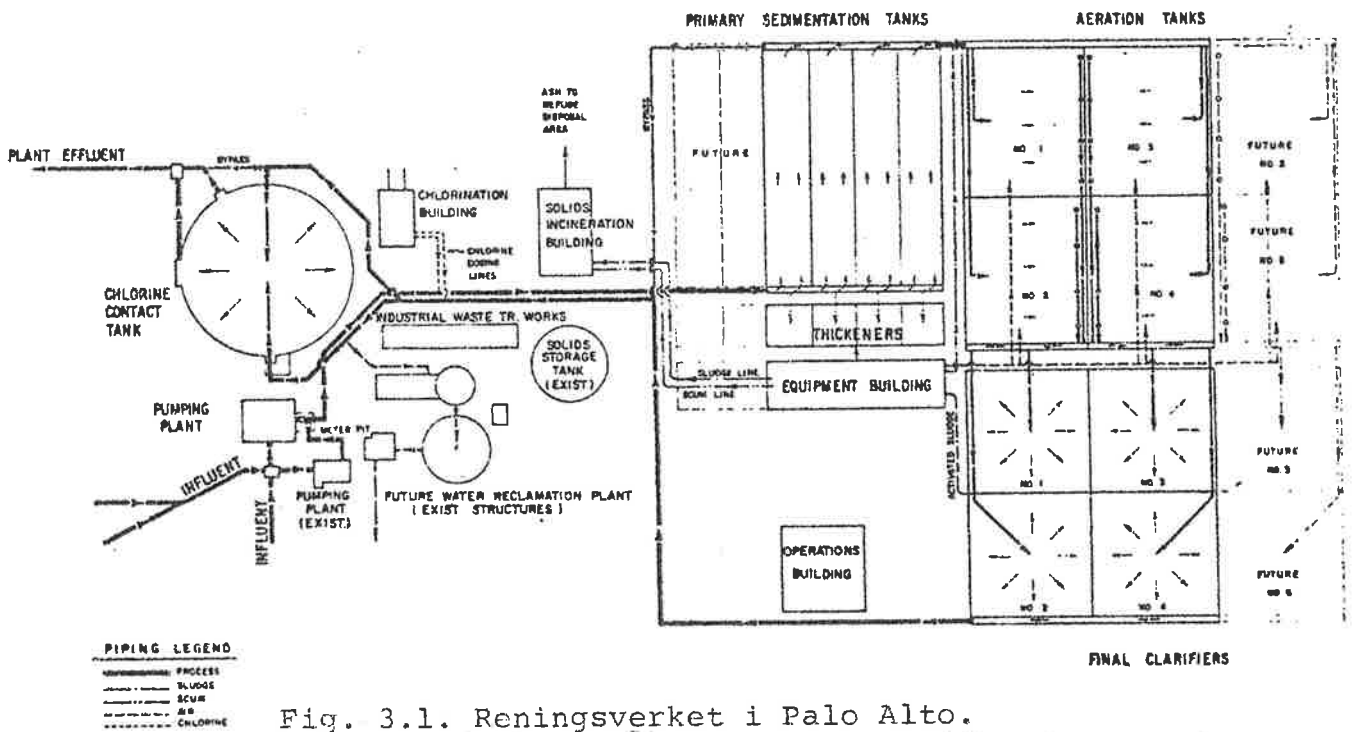 PRIMARY SEDIMENTATION TANKS
AERATION TANKS
ASH TO
REFUSE
DISPOSAL
AREA
BYPASS
PLANT EFFLUENT
BYPASS
CHLORINATION
BUILDING
SOLIDS
INCINERATION
BUILDING
FUTURE
NO 1
NO 3
FUTURE
FUTURE
CHLORINE
DOSING
LINES
CHLORINE
CONTACT
TANK
NO 2
NO 4
INDUSTRIAL WASTE TR. WORKS
THICKENERS
SOLIDS
STORAGE
TANK
(EXIST)
SLUDGE LINE
SCUM LINE
EQUIPMENT BUILDING
PUMPING
PLANT
METER PIT
ACTIVATED SLUDGE
INFLUENT
INFLUENT
PUMPING
PLANT
(EXIST.)
FUTURE WATER RECLAMATION PLANT
(EXIST STRUCTURES)
NO 1
NO 3
FUTURE
OPERATIONS
BUILDING
FUTURE
NO 2
NO 4
FINAL CLARIFIERS
PIPING LEGEND
PROCESS
SLUDGE
SCUM
AIR
CHLORINE
Fig. 3.1. Reningsverket i Palo Alto.